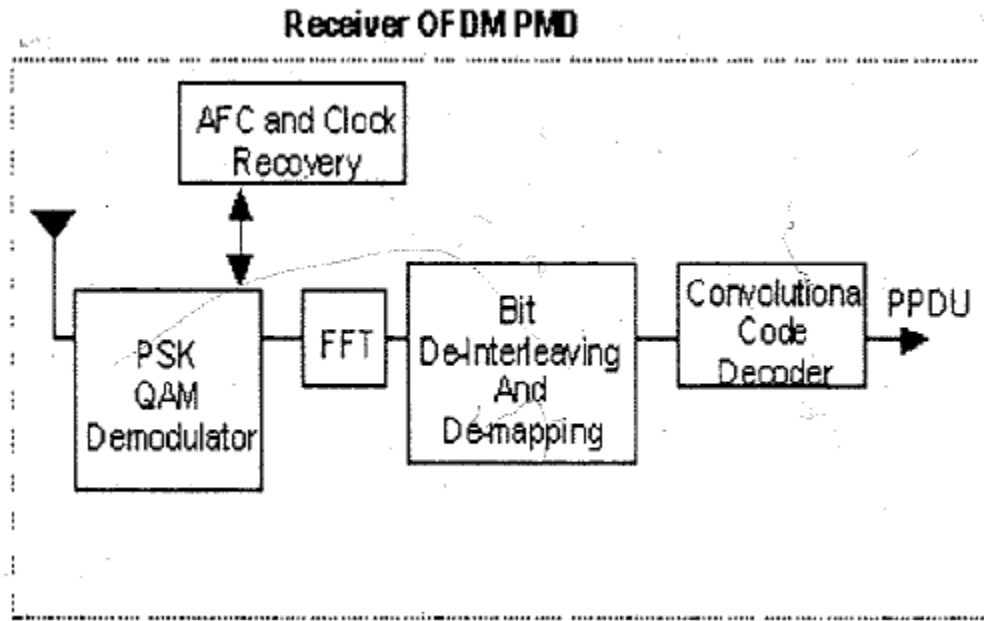 Receiver OFDM PMD
AFC and Clock
Recovery
PSK
QAM
Demodulator
FFT
Bit
De-Interleaving
And
De-mapping
Convolutiona
Code
Decoder
PPDU